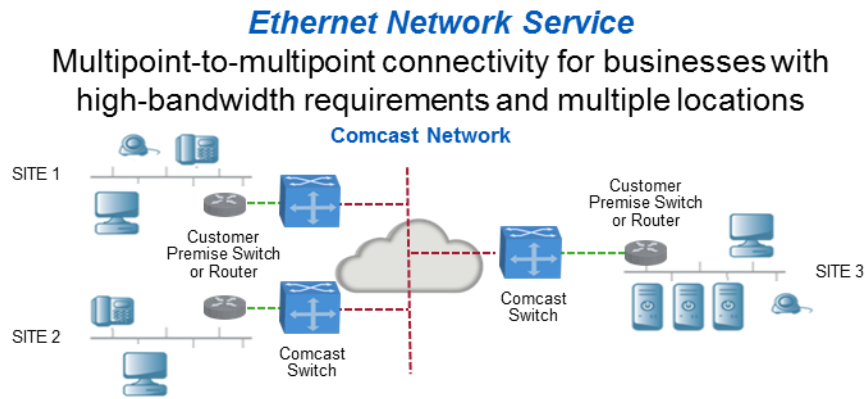 Ethernet Network Service
Multipoint-to-multipoint connectivity for businesses with
high-bandwidth requirements and multiple locations
Comcast Network
SITE 1
Customer
Premise Switch
or Router
SITE 2
Comcast
Switch
Customer
Premise Switch
or Router
Comcast
Switch
SITE 3